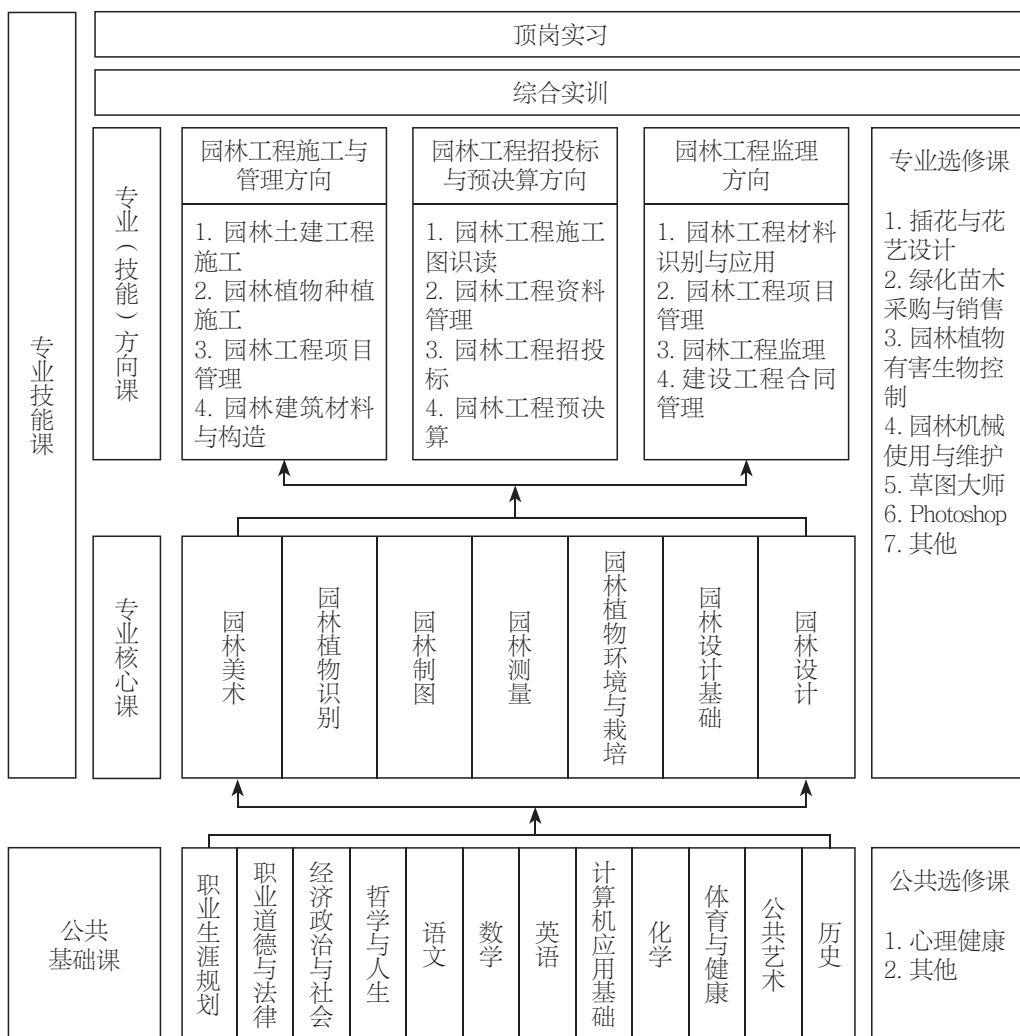 顶岗实习
综合实训
专业技能课
专业（技能）方向课
园林工程施工与
管理方向
1. 园林土建工程
施工
2. 园林植物种植
施工
3. 园林工程项目
管理
4. 园林建筑材料
与构造
园林工程招投标
与预决算方向
1. 园林工程施工
图识读
2. 园林工程资料
管理
3. 园林工程招投
标
4. 园林工程预决
算
园林工程监理
方向
1. 园林工程材料
识别与应用
2. 园林工程项目
管理
3. 园林工程监理
4. 建设工程合同
管理
专业选修课
1. 插花与花
艺设计
2. 绿化苗木
采购与销售
3. 园林植物
有害生物控
制
4. 园林机械
使用与维护
5. 草图大师
6. Photoshop
7. 其他
专业核心课
园林美术
园林植物识别
园林制图
园林测量
园林植物环境与栽培
园林设计基础
园林设计
公共
基础课
职业生涯规划
职业道德与法律
经济政治与社会
哲学与人生
语文
数学
英语
计算机应用基础
化学
体育与健康
公共艺术
历史
公共选修课
1. 心理健康
2. 其他